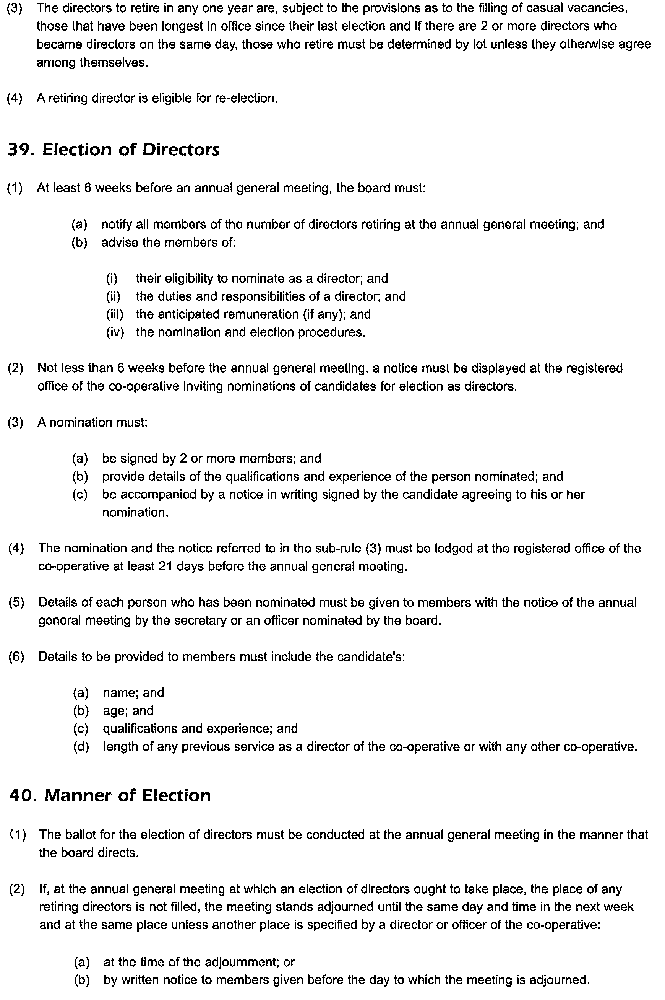 (3) The directors to retire in any one year are, subject to the provisions as to the filling of casual vacancies,
those that have been longest in office since their last election and if there are 2 or more directors who
became directors on the same day, those who retire must be determined by lot unless they otherwise agree
among themselves.
(4) A retiring director is eligible for re-election.
39. Election of Directors
(1) At least 6 weeks before an annual general meeting, the board must:
(a) notify all members of the number of directors retiring at the annual general meeting; and
(b) advise the members of:
(i) their eligibility to nominate as a director; and
(ii) the duties and responsibilities of a director; and
(iii) the anticipated remuneration (if any); and
(iv) the nomination and election procedures.
(2) Not less than 6 weeks before the annual general meeting, a notice must be displayed at the registered
office of the co-operative inviting nominations of candidates for election as directors.
(3) A nomination must:
(a) be signed by 2 or more members; and
(b) provide details of the qualifications and experience of the person nominated; and
(c) be accompanied by a notice in writing signed by the candidate agreeing to his or her
nomination.
(4) The nomination and the notice referred to in the sub-rule (3) must be lodged at the registered office of the
co-operative at least 21 days before the annual general meeting.
(5) Details of each person who has been nominated must be given to members with the notice of the annual
general meeting by the secretary or an officer nominated by the board.
(6) Details to be provided to members must include the candidate's:
(a) name; and
(b) age; and
(c) qualifications and experience; and
(d) length of any previous service as a director of the co-operative or with any other co-operative.
40. Manner of Election
(1) The ballot for the election of directors must be conducted at the annual general meeting in the manner that
the board directs.
(2) If, at the annual general meeting at which an election of directors ought to take place, the place of any
retiring directors is not filled, the meeting stands adjourned until the same day and time in the next week
and at the same place unless another place is specified by a director or officer of the co-operative:
(a) at the time of the adjournment; or
(b) by written notice to members given before the day to which the meeting is adjourned.